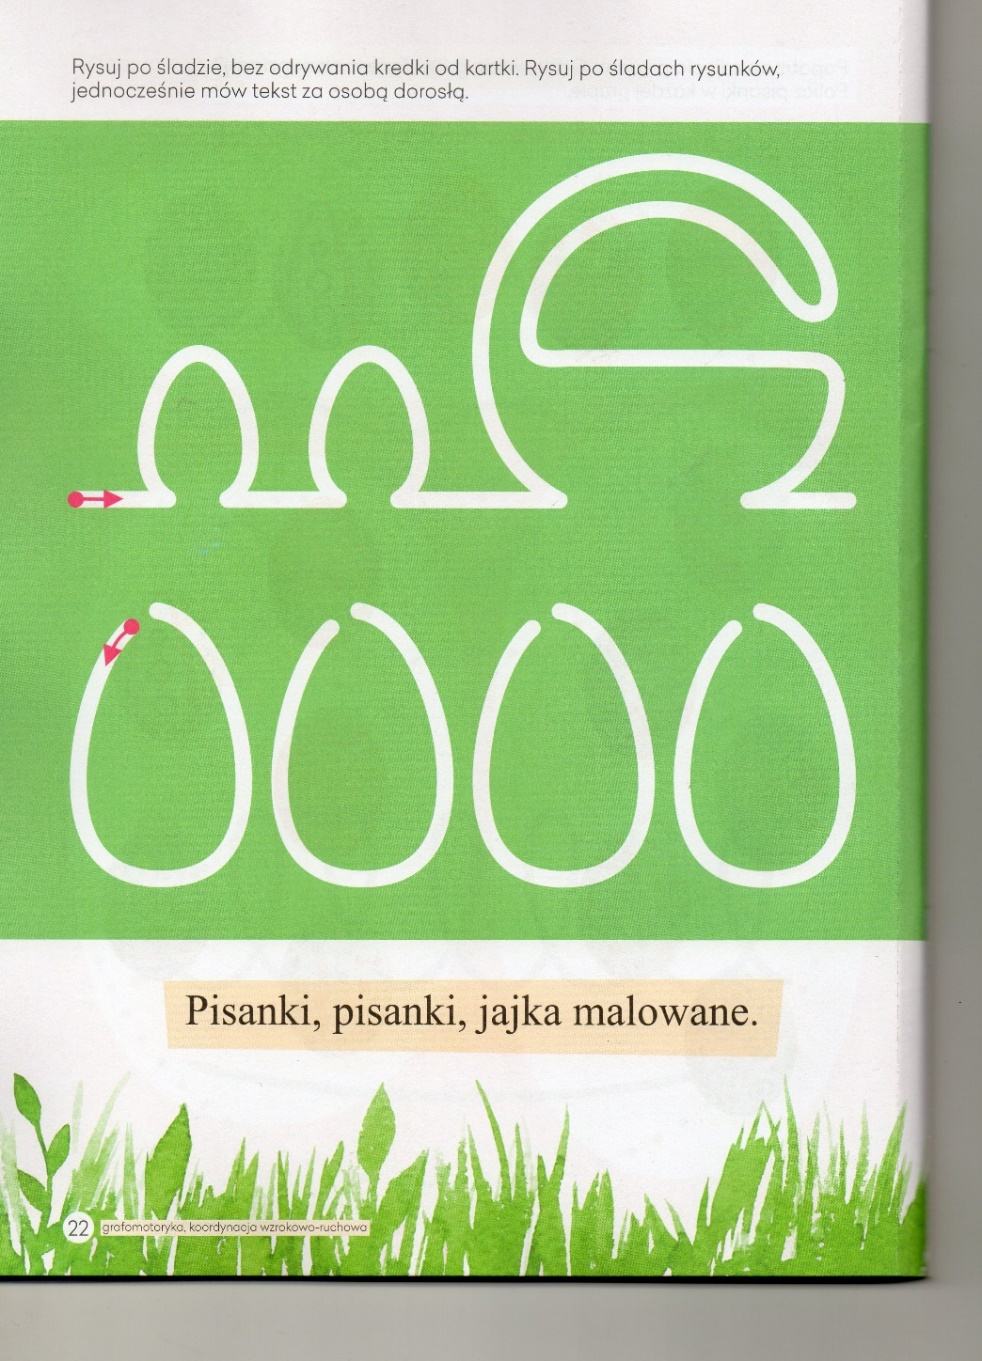 Rysuj po śladzie, bez odrywania kredki od kartki. Rysuj po śladach rysunków,
jednocześnie mów tekst za osobą dorosłą.
Pisanki, pisanki, jajka malowane.
22 grafomotoryka, koordynacja wzrokowo-ruchowa